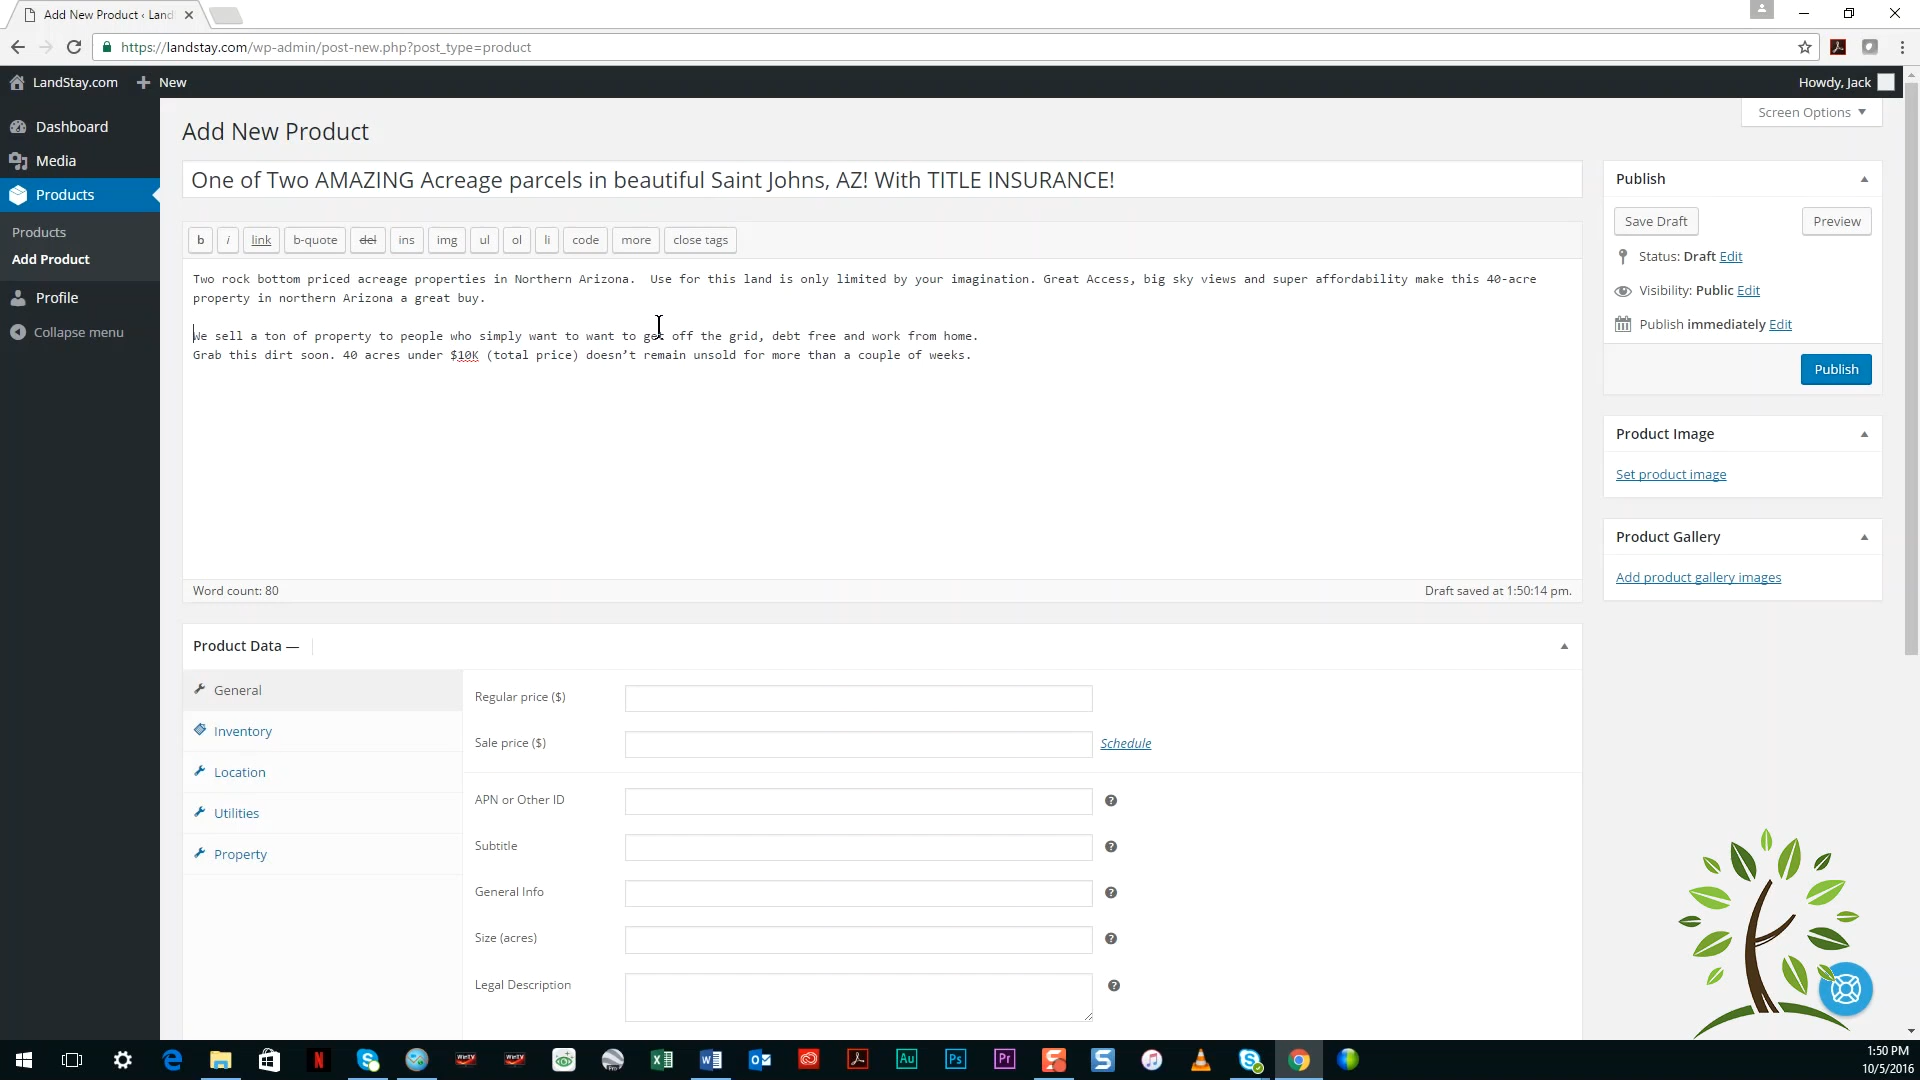 Add New Product ‹ Land
https://landstay.com/wp-admin/post-new.php?post_type=product
LandStay.com
New
Howdy, Jack
Screen Options
Dashboard
Media
Products
Products
Add Product
Profile
Collapse menu
Add New Product
One of Two AMAZING Acreage parcels in beautiful Saint Johns, AZ! With TITLE INSURANCE!
b i link b-quote del ins img ul ol li code more close tags
Two rock bottom priced acreage properties in Northern Arizona.  Use for this land is only limited by your imagination. Great Access, big sky views and super affordability make this 40-acre
property in northern Arizona a great buy.
We sell a ton of property to people who simply want to want to get off the grid, debt free and work from home.
Grab this dirt soon. 40 acres under $10K (total price) doesn’t remain unsold for more than a couple of weeks.
Word count: 80
Draft saved at 1:50:14 pm.
Publish
Save Draft
Preview
Status: Draft Edit
Visibility: Public Edit
Publish immediately Edit
Publish
Product Image
Set product image
Product Gallery
Add product gallery images
Product Data —
General
Inventory
Location
Utilities
Property
Regular price ($)
Sale price ($)
Schedule
APN or Other ID
Subtitle
General Info
Size (acres)
Legal Description
WinTV
WinTV
Pro
Au
Ps
Pr
1:50 PM
10/5/2016